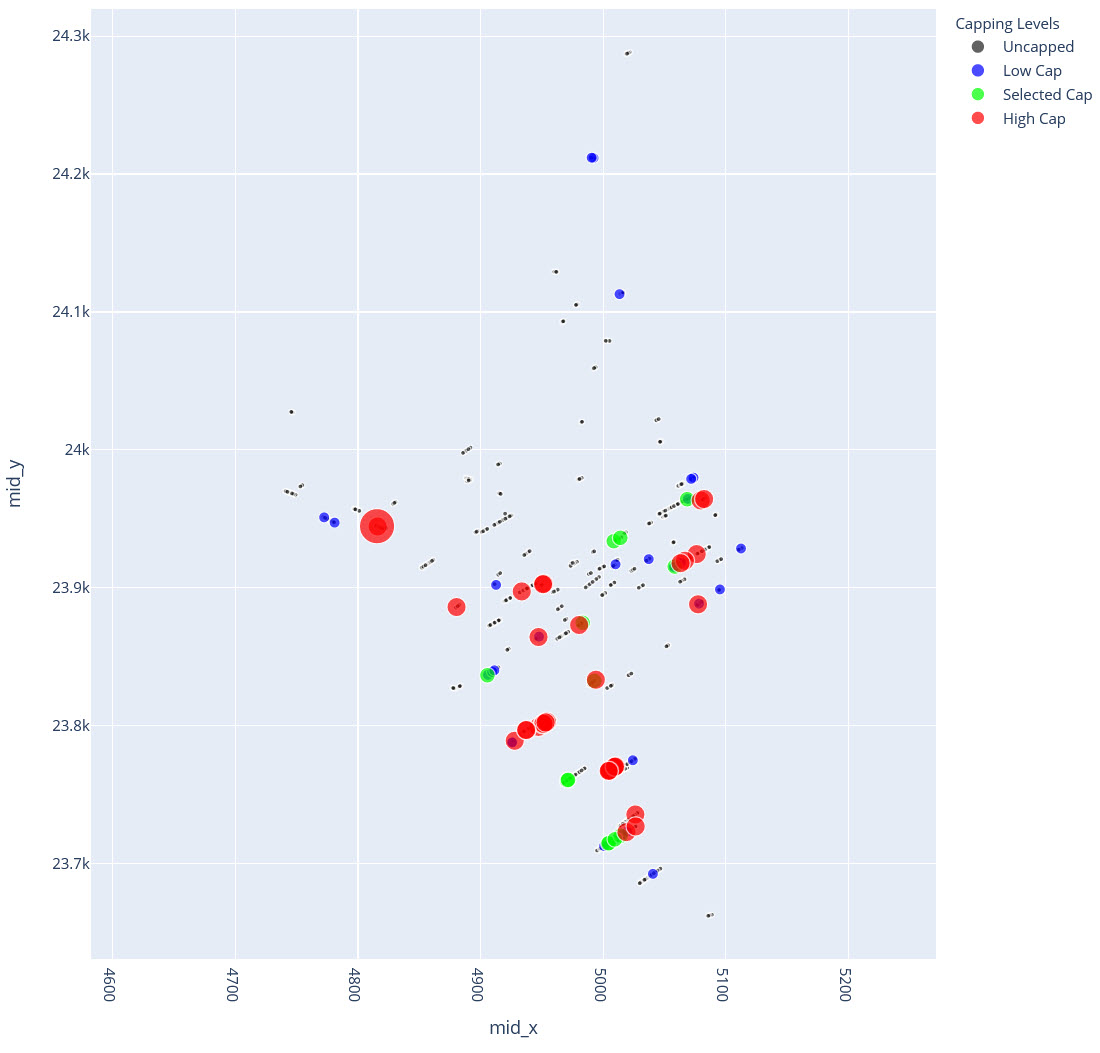 Capping Levels
Uncapped
Low Cap
Selected Cap
High Cap
24.3k
24.2k
24.1k
24k
23.9k
23.8k
23.7k
mid_y
4600
4700
4800
4900
5000
5100
5200
mid_x